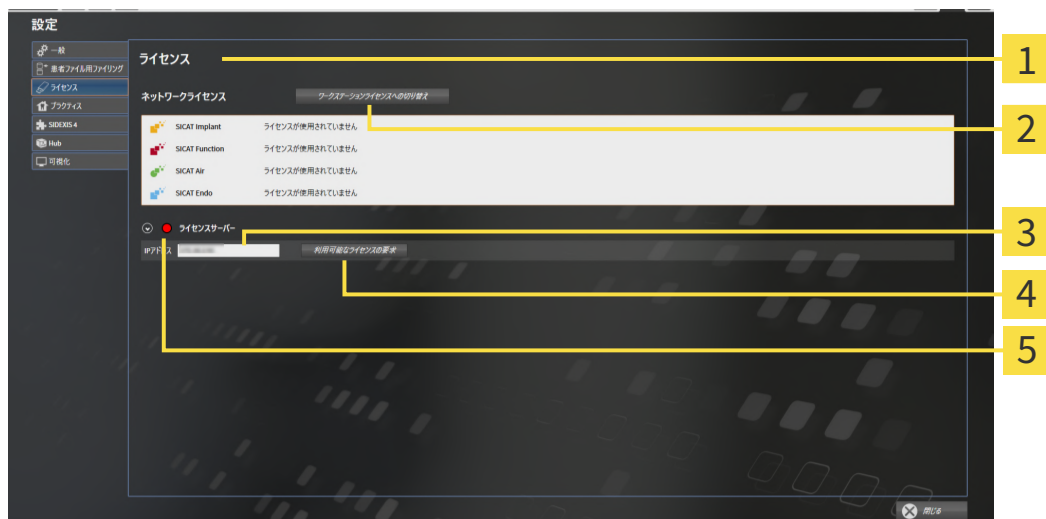 設定
一般
患者ファイル用ファイリング
ライセンス
プラクティス
SIDEXIS 4
Hub
可視化
ライセンス
ネットワークライセンス
ワークステーションライセンスへの切り替え
SICAT Implant ライセンスが使用されていません
SICAT Function ライセンスが使用されていません
SICAT Air ライセンスが使用されていません
SICAT Endo ライセンスが使用されていません
ライセンスサーバー
IPアドレス
利用可能なライセンスの要求
閉じる
1
2
3
4
5